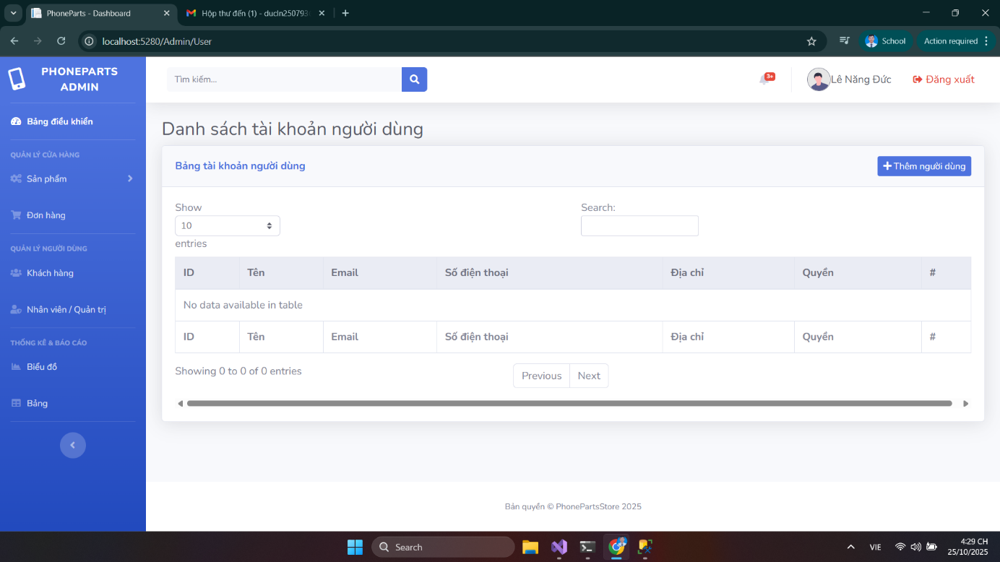 PhoneParts - Dashboard
Hộp thư đến (1) - ducln250793
localhost:5280/Admin/User
School
Action required
PHONEPARTS
ADMIN
Tìm kiếm...
3+
Lê Năng Đức
Đăng xuất
Bảng điều khiển
QUẢN LÝ CỬA HÀNG
Sản phẩm
Đơn hàng
QUẢN LÝ NGƯỜI DÙNG
Khách hàng
Nhân viên / Quản trị
THỐNG KÊ & BÁO CÁO
Biểu đồ
Bảng
Danh sách tài khoản người dùng
Bảng tài khoản người dùng
Thêm người dùng
Show
10
entries
Search:
ID Tên Email Số điện thoại Địa chỉ Quyền #
No data available in table
ID Tên Email Số điện thoại Địa chỉ Quyền #
Showing 0 to 0 of 0 entries
Previous Next
Bản quyền © PhonePartsStore 2025
Search
VIE
4:29 CH
25/10/2025